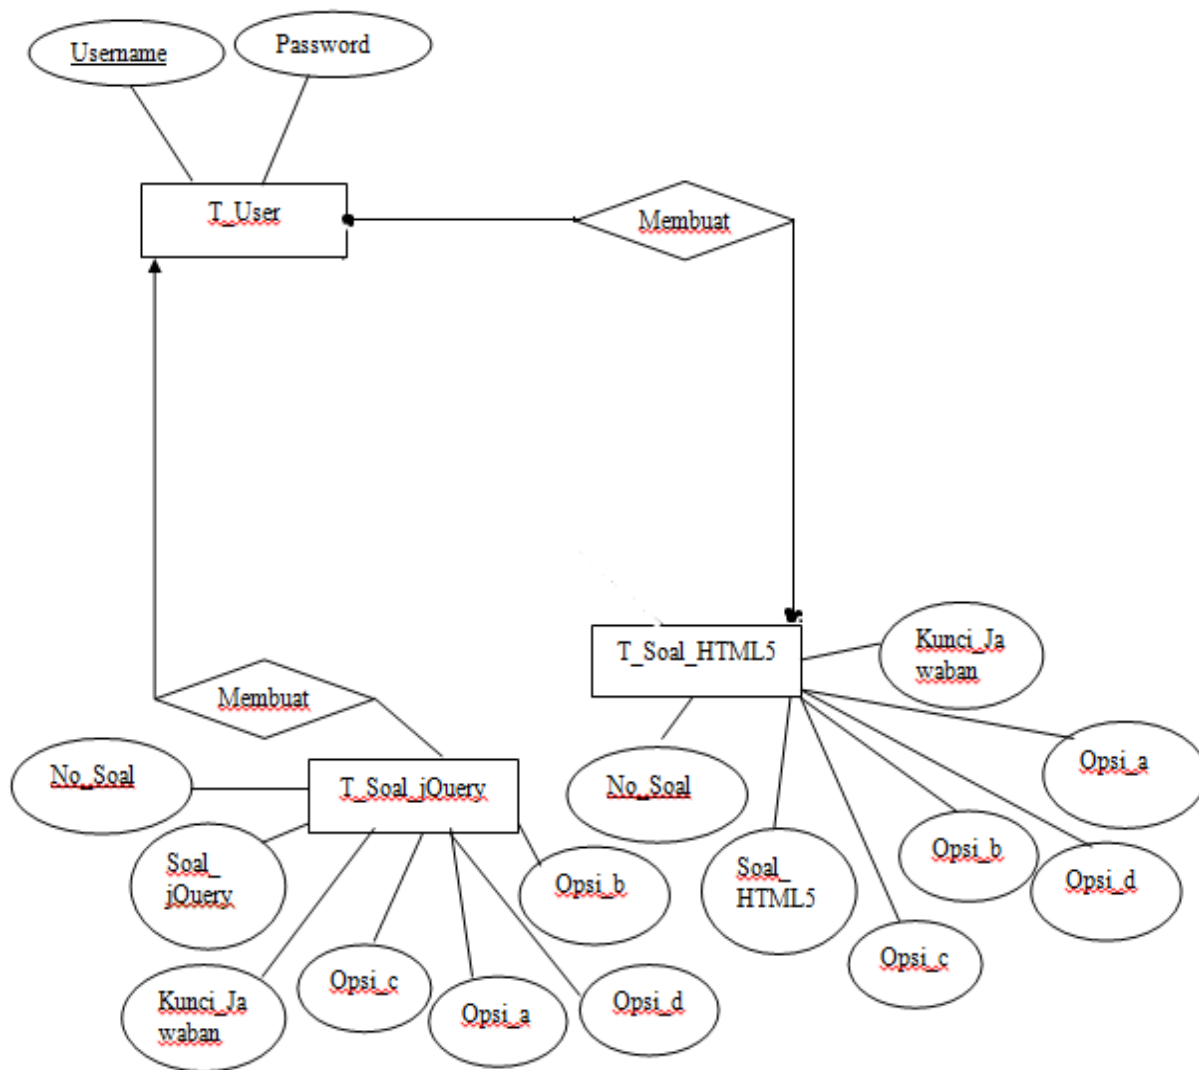 Username
Password
T_User
Membuat
T_Soal_HTML5
Kunci_Ja
waban
Membuat
No_Soal
T_Soal_jQuery
No_Soal
Opsi_a
Soal_
jQuery
Opsi_b
Soal_
HTML5
Opsi_b
Opsi_d
Kunci_Ja
waban
Opsi_c
Opsi_a
Opsi_d
Opsi_c